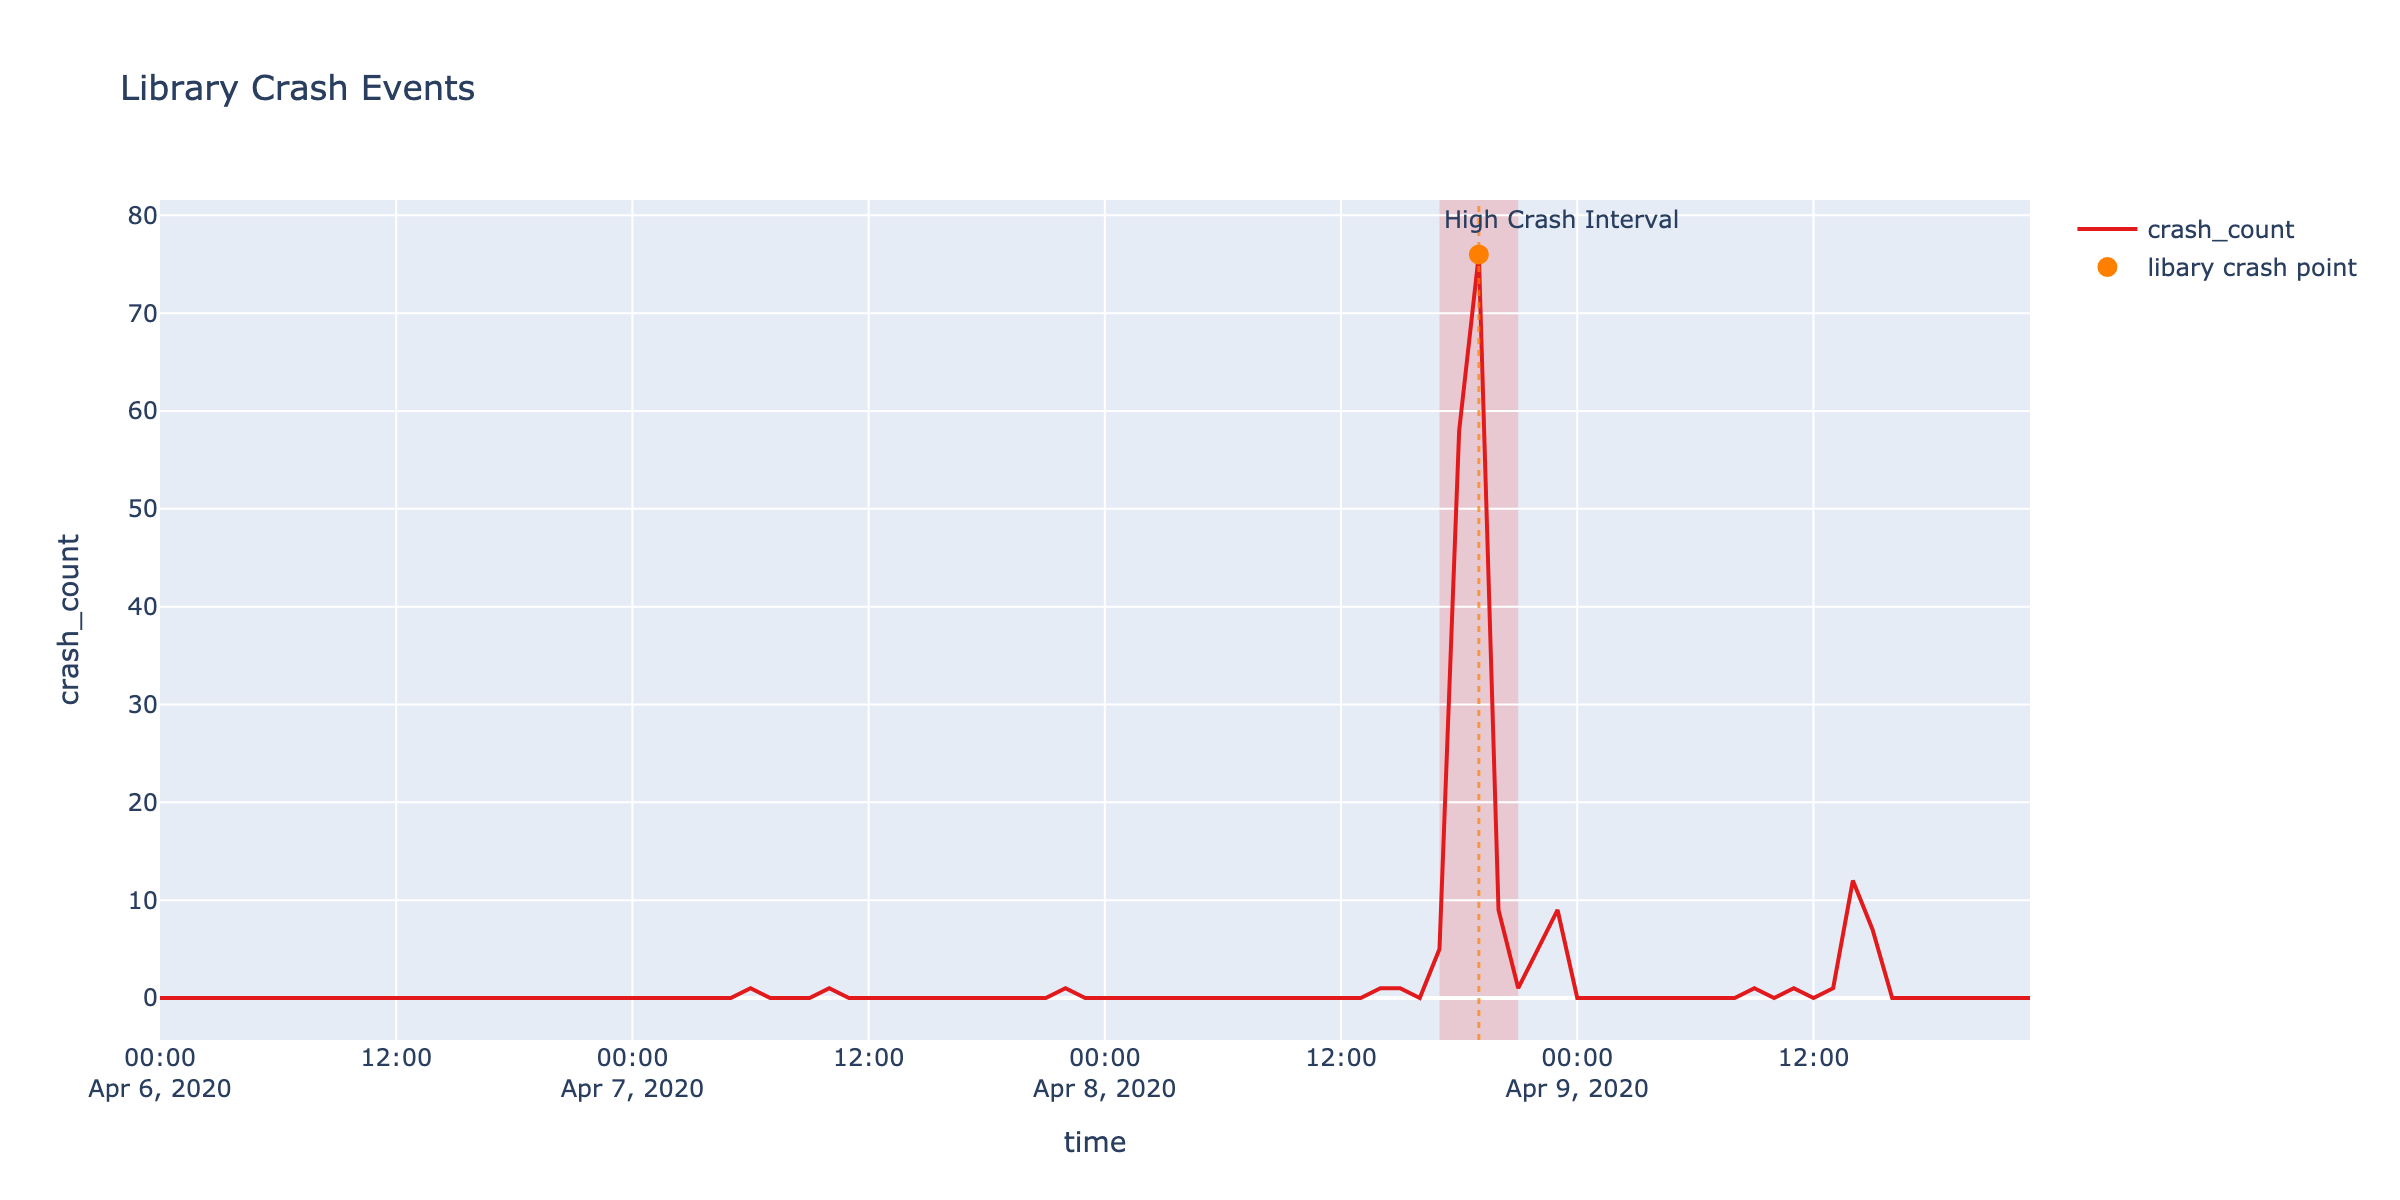 Library Crash Events
High Crash Interval
crash_count
libary crash point
80
70
60
50
40
30
20
10
0
crash_count
00:00
Apr 6, 2020
12:00
00:00
Apr 7, 2020
12:00
00:00
Apr 8, 2020
12:00
00:00
Apr 9, 2020
12:00
time